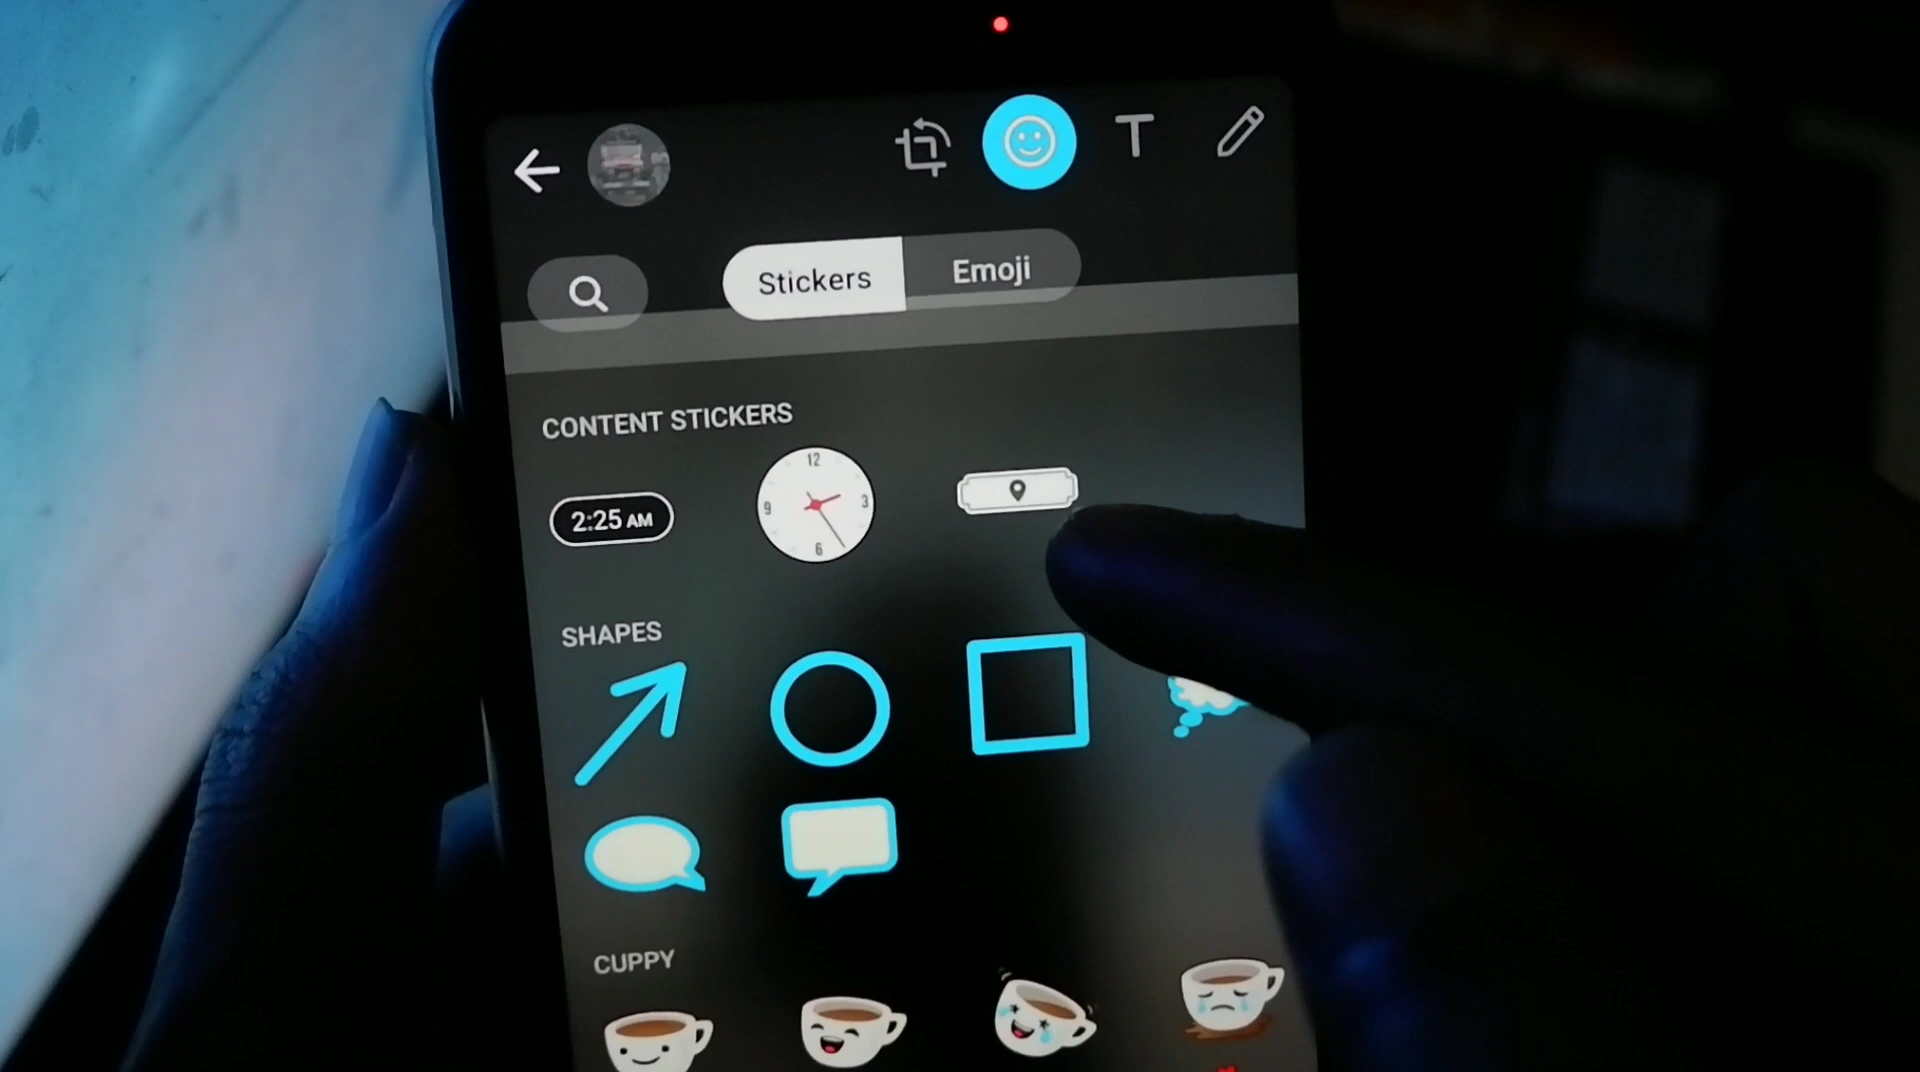 T
Stickers Emoji
CONTENT STICKERS
2:25 AM
12
9 3
6
SHAPES
CUPPY